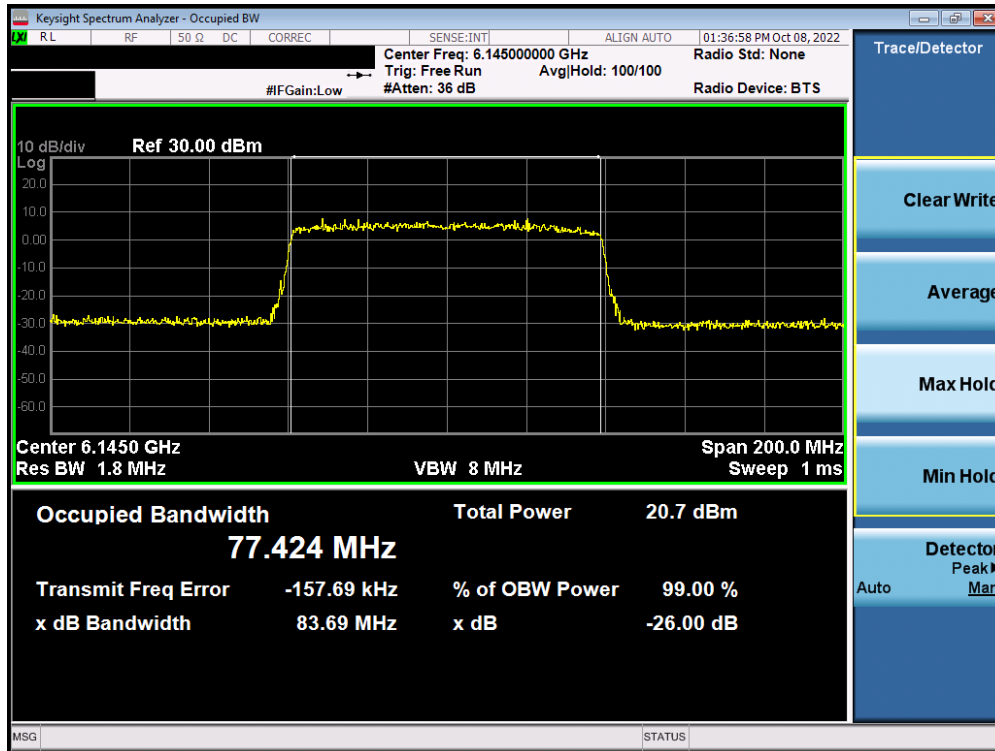 Keysight Spectrum Analyzer - Occupied BW
LXI RL RF 50 Ω DC CORREC SENSE:INT ALIGN AUTO 01:36:58 PM Oct 08, 2022
Center Freq: 6.145000000 GHz Radio Std: None
Trig: Free Run Avg|Hold: 100/100
#IFGain:Low #Atten: 36 dB Radio Device: BTS
10 dB/div Ref 30.00 dBm
Log
20.0
10.0
0.00
-10.0
-20.0
-30.0
-40.0
-50.0
-60.0
Center 6.1450 GHz Span 200.0 MHz
Res BW 1.8 MHz VBW 8 MHz Sweep 1 ms
Occupied Bandwidth Total Power 20.7 dBm
77.424 MHz
Transmit Freq Error -157.69 kHz % of OBW Power 99.00 %
x dB Bandwidth 83.69 MHz x dB -26.00 dB
MSG STATUS
Trace/Detector
Clear Write
Average
Max Hold
Min Hold
Detector
Peak
Auto Man